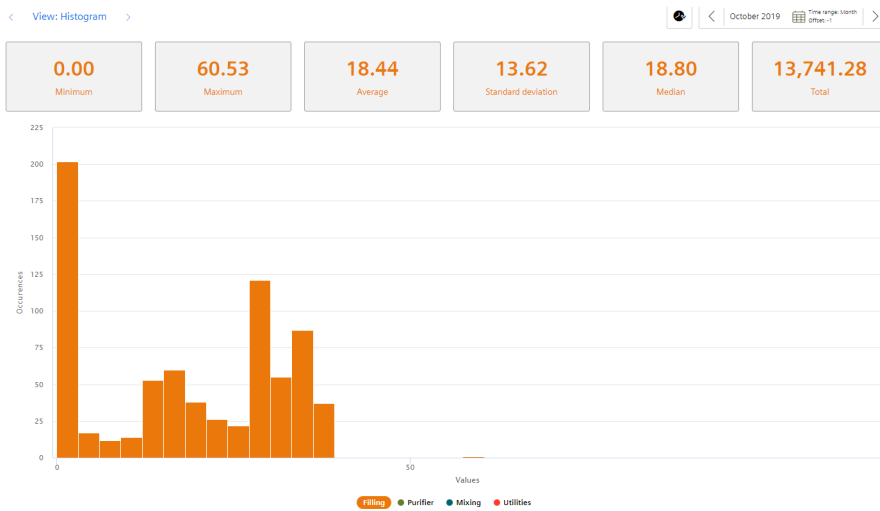 View: Histogram
October 2019
Time range: Month
Offset: -1
0.00
Minimum
60.53
Maximum
18.44
Average
13.62
Standard deviation
18.80
Median
13,741.28
Total
225
200
175
150
125
100
75
50
25
0
Occurences
0
50
Values
Filling
Purifier
Mixing
Utilities